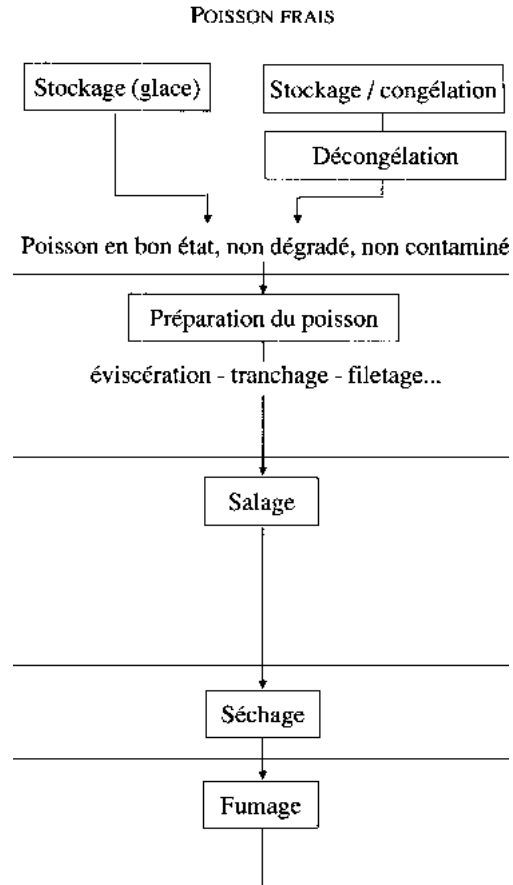 POISSON FRAIS
Stockage (glace)
Stockage / congélation
Décongélation
Poisson en bon état, non dégradé, non contaminé
Préparation du poisson
éviscération - tranchage - filetage...
Salage
Séchage
Fumage